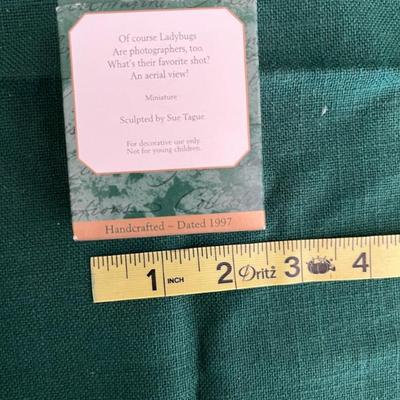 Of course Ladybugs
Are photographers, too.
What's their favorite shot?
An aerial view!
Miniature
Sculpted by Sue Tague
For decorative use only.
Not for young children.
Handcrafted ~ Dated 1997
1 INCH 2 Dritz 3 4